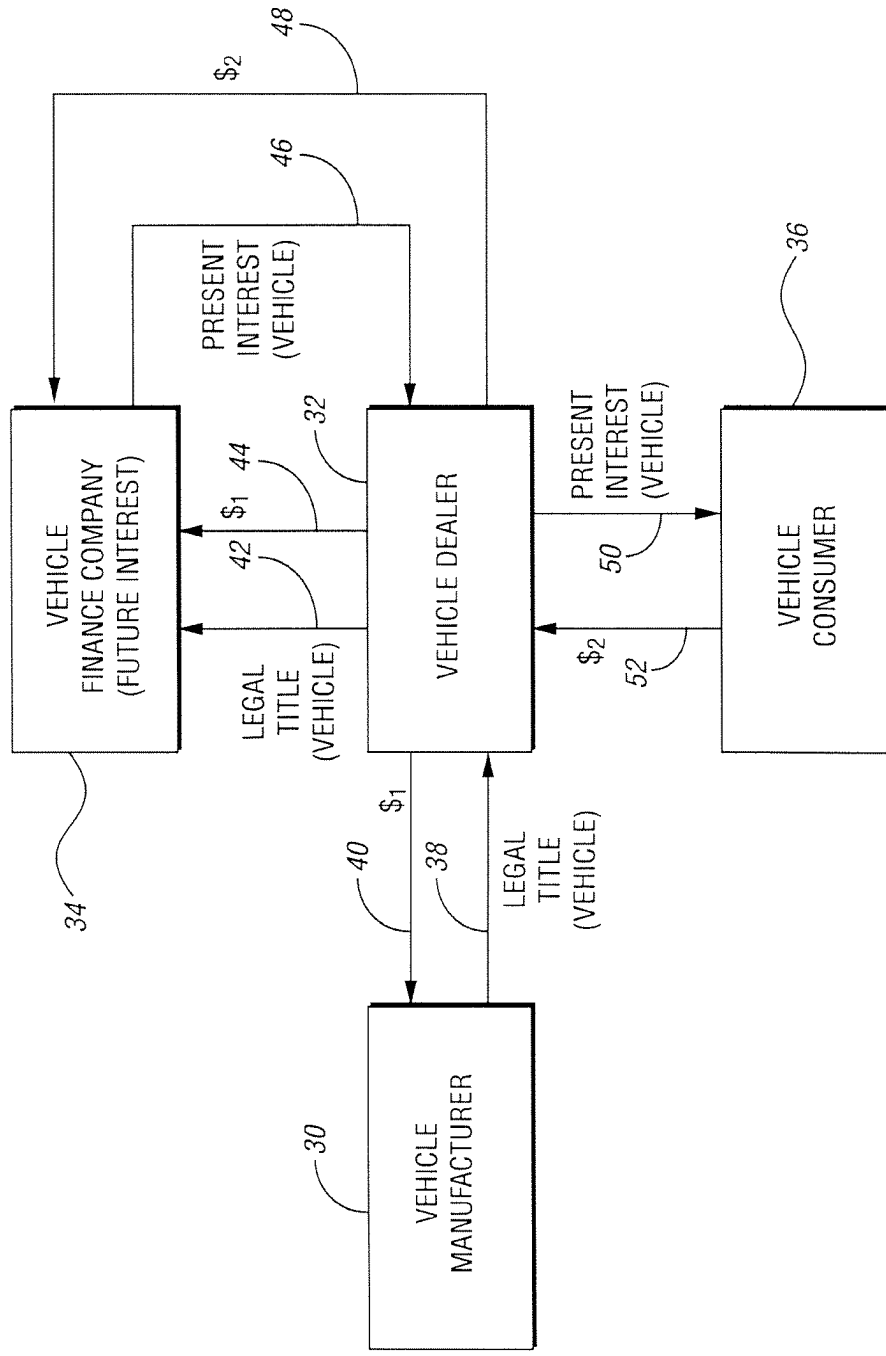 VEHICLE
FINANCE COMPANY
(FUTURE INTEREST)
34
LEGAL
TITLE
(VEHICLE)
42
$1
44
PRESENT
INTEREST
(VEHICLE)
46
$2
48
VEHICLE
MANUFACTURER
30
$1
40
38
LEGAL
TITLE
(VEHICLE)
VEHICLE DEALER
32
$2
52
50
PRESENT
INTEREST
(VEHICLE)
VEHICLE
CONSUMER
36